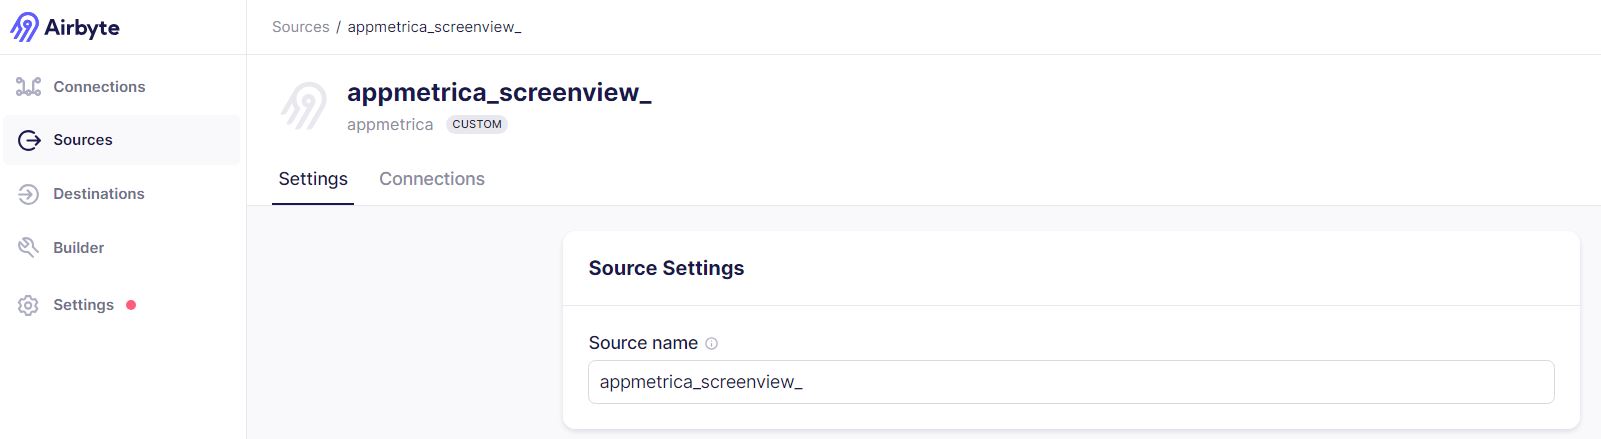 Airbyte
Connections
Sources
Destinations
Builder
Settings
Sources / appmetrica_screenview_
appmetrica_screenview_
appmetrica CUSTOM
Settings Connections
Source Settings
Source name
appmetrica_screenview_